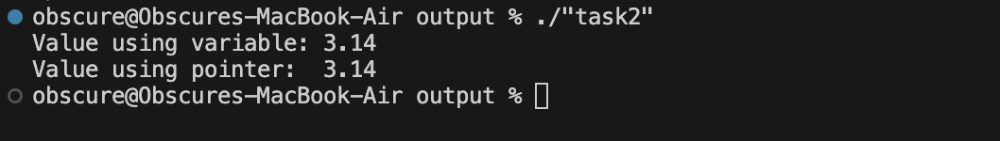 obscure@Obscures-MacBook-Air output % ./"task2"
Value using variable: 3.14
Value using pointer:  3.14
obscure@Obscures-MacBook-Air output %